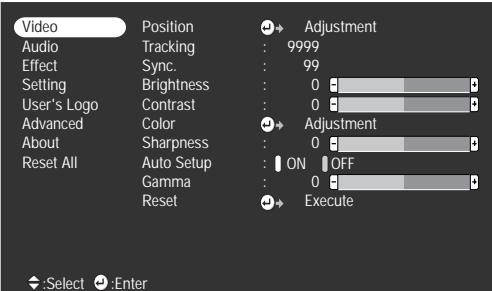 Video Position Adjustment
Audio Tracking : 9999
Effect Sync. : 99
Setting Brightness : 0 - +
User's Logo Contrast : 0 - +
Advanced Color Adjustment
About Sharpness : 0 - +
Reset All Auto Setup : ON OFF
Gamma : 0 - +
Reset Execute
:Select :Enter